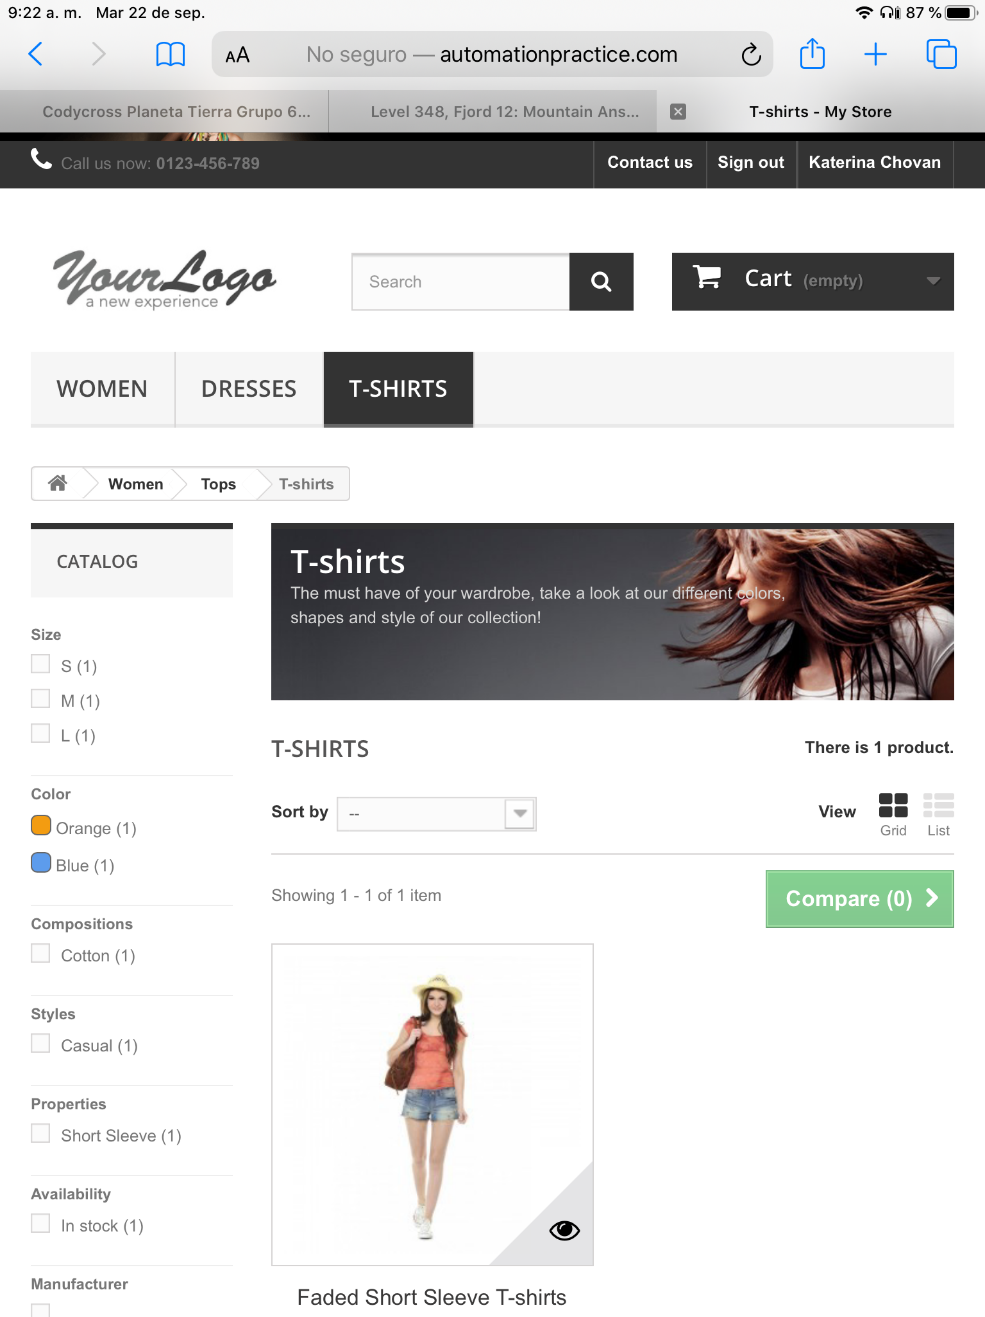 9:22 a. m. Mar 22 de sep. 87 %
AA No seguro — automationpractice.com
Codycross Planeta Tierra Grupo 6... Level 348, Fjord 12: Mountain Ans... T-shirts - My Store
Call us now: 0123-456-789 Contact us Sign out Katerina Chovan
YourLogo
a new experience
Search
Cart (empty)
WOMEN DRESSES T-SHIRTS
Women Tops T-shirts
CATALOG
Size
S (1)
M (1)
L (1)
Color
Orange (1)
Blue (1)
Compositions
Cotton (1)
Styles
Casual (1)
Properties
Short Sleeve (1)
Availability
In stock (1)
Manufacturer
T-shirts
The must have of your wardrobe, take a look at our different colors,
shapes and style of our collection!
T-SHIRTS There is 1 product.
Sort by -- View Grid List
Showing 1 - 1 of 1 item Compare (0)
Faded Short Sleeve T-shirts